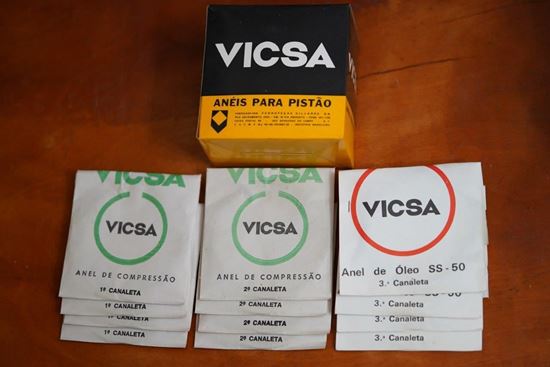 VICSA
ANÉIS PARA PISTÃO
VICSA
VICSA
ANEL DE COMPRESSÃO
1ª CANALETA
1ª CANALETA
1ª CANALETA
1ª CANALETA
VICSA
VICSA
ANEL DE COMPRESSÃO
2ª CANALETA
2ª CANALETA
2ª CANALETA
2ª CANALETA
VICSA
Anel de Óleo SS-50
3.ª Canaleta
3.ª Canaleta
3.ª Canaleta
3.ª Canaleta